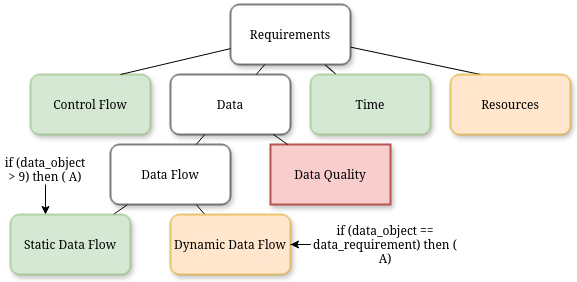 Requirements
Control Flow
Data
Time
Resources
if (data_object
> 9) then ( A)
Data Flow
Data Quality
Static Data Flow
Dynamic Data Flow
if (data_object ==
data_requirement) then (
A)